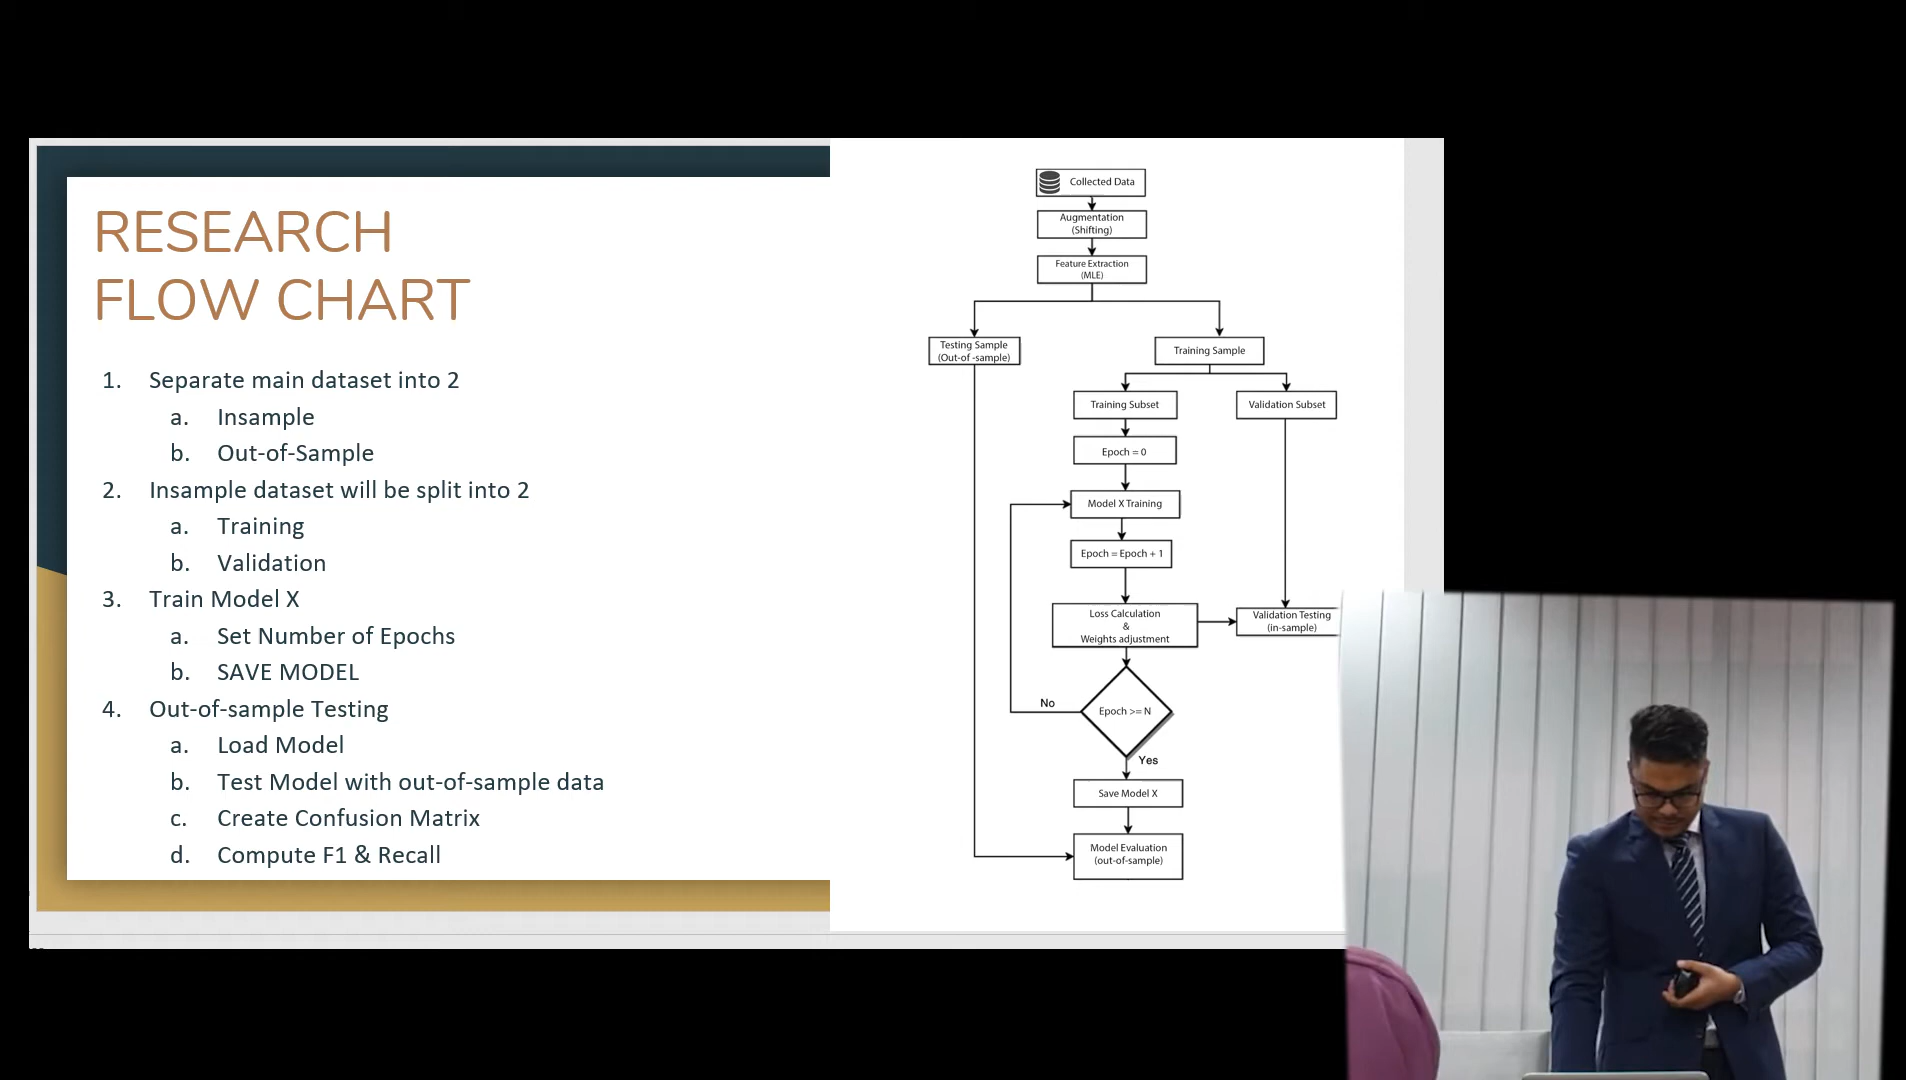 RESEARCH
FLOW CHART
1. Separate main dataset into 2
a. Insample
b. Out-of-Sample
2. Insample dataset will be split into 2
a. Training
b. Validation
3. Train Model X
a. Set Number of Epochs
b. SAVE MODEL
4. Out-of-sample Testing
a. Load Model
b. Test Model with out-of-sample data
c. Create Confusion Matrix
d. Compute F1 & Recall
Collected Data
Augmentation
(Shifting)
Feature Extraction
(MLE)
Testing Sample
(Out-of -sample)
Training Sample
Training Subset
Validation Subset
Epoch = 0
Model X Training
Epoch = Epoch + 1
Loss Calculation
&
Weights adjustment
Validation Testing
(in-sample)
No
Epoch >= N
Yes
Save Model X
Model Evaluation
(out-of-sample)